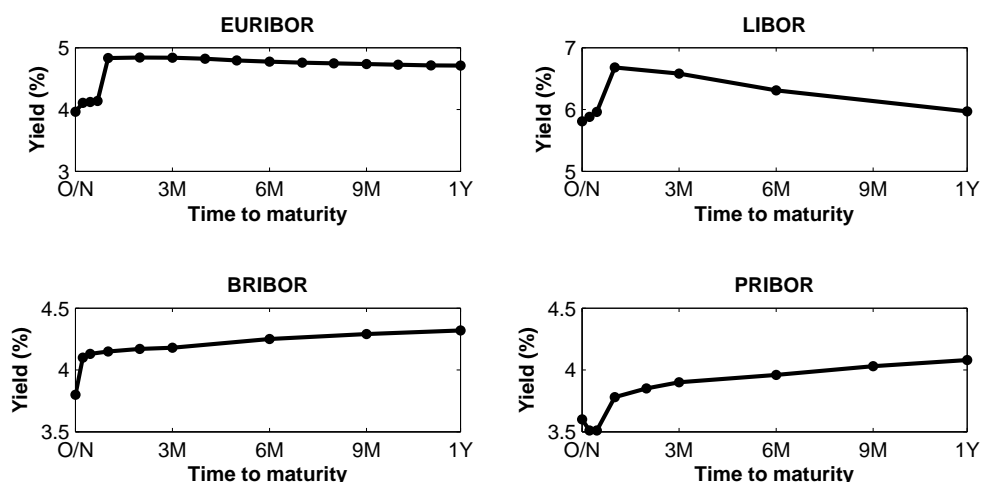 EURIBOR
5
4
3
Yield (%)
O/N 3M 6M 9M 1Y
Time to maturity
LIBOR
7
6
5
Yield (%)
O/N 3M 6M 9M 1Y
Time to maturity
BRIBOR
4.5
4
3.5
Yield (%)
O/N 3M 6M 9M 1Y
Time to maturity
PRIBOR
4.5
4
3.5
Yield (%)
O/N 3M 6M 9M 1Y
Time to maturity